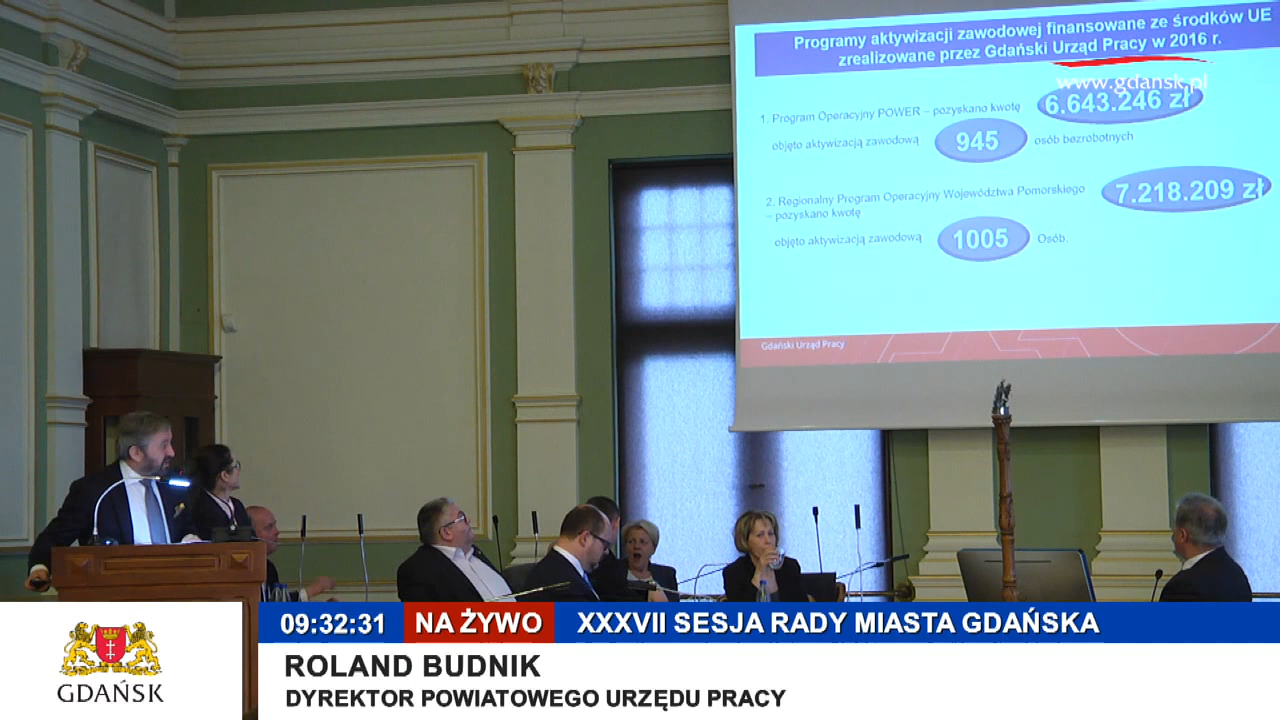 Programy aktywizacji zawodowej finansowane ze środków UE
zrealizowane przez Gdański Urząd Pracy w 2016 r.
www.gdansk.pl
1. Program Operacyjny POWER – pozyskano kwotę 6.643.246 zł
objęto aktywizacją zawodową 945 osób bezrobotnych
2. Regionalny Program Operacyjny Województwa Pomorskiego 7.218.209 zł
– pozyskano kwotę
objęto aktywizacją zawodową 1005 Osób.
Gdański Urząd Pracy
09:32:31 NA ŻYWO XXXVII SESJA RADY MIASTA GDAŃSKA
ROLAND BUDNIK
DYREKTOR POWIATOWEGO URZĘDU PRACY
GDAŃSK